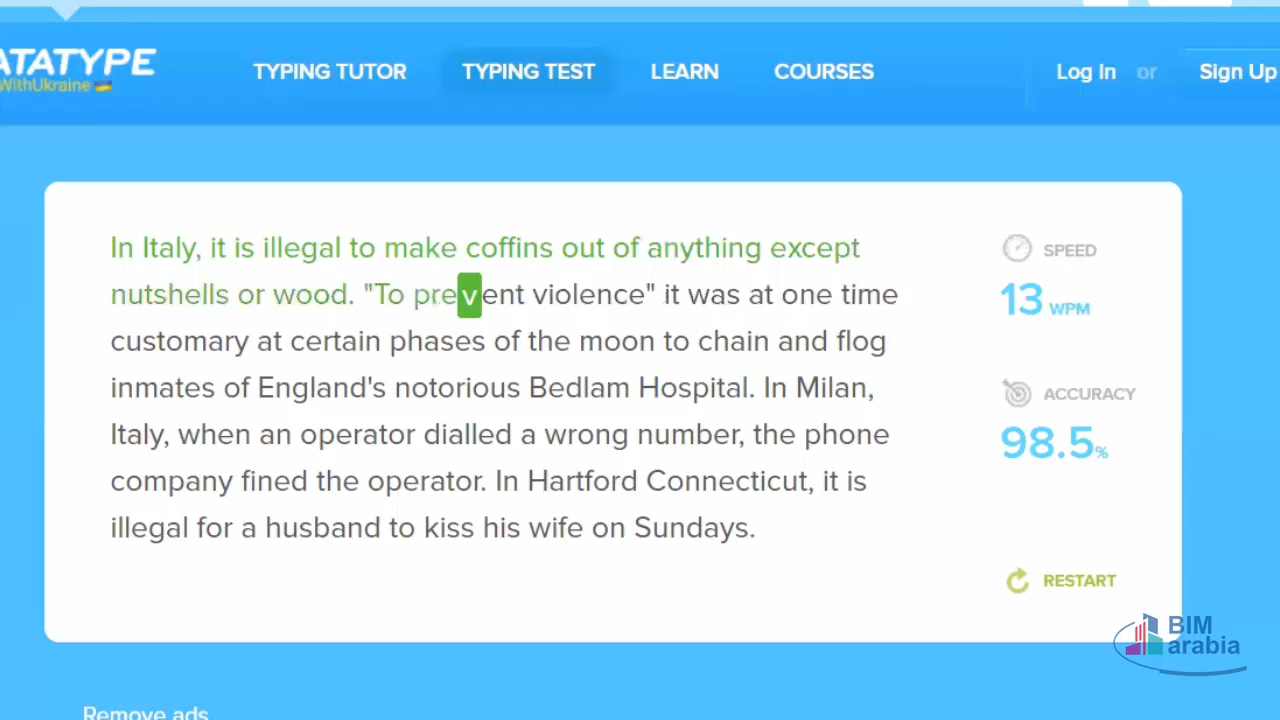 ATATYPE
WithUkraine
TYPING TUTOR
TYPING TEST
LEARN
COURSES
Log In or Sign Up
In Italy, it is illegal to make coffins out of anything except
nutshells or wood. "To prevent violence" it was at one time
customary at certain phases of the moon to chain and flog
inmates of England's notorious Bedlam Hospital. In Milan,
Italy, when an operator dialled a wrong number, the phone
company fined the operator. In Hartford Connecticut, it is
illegal for a husband to kiss his wife on Sundays.
SPEED
13 WPM
ACCURACY
98.5%
RESTART
BIM
arabia
Remove ads